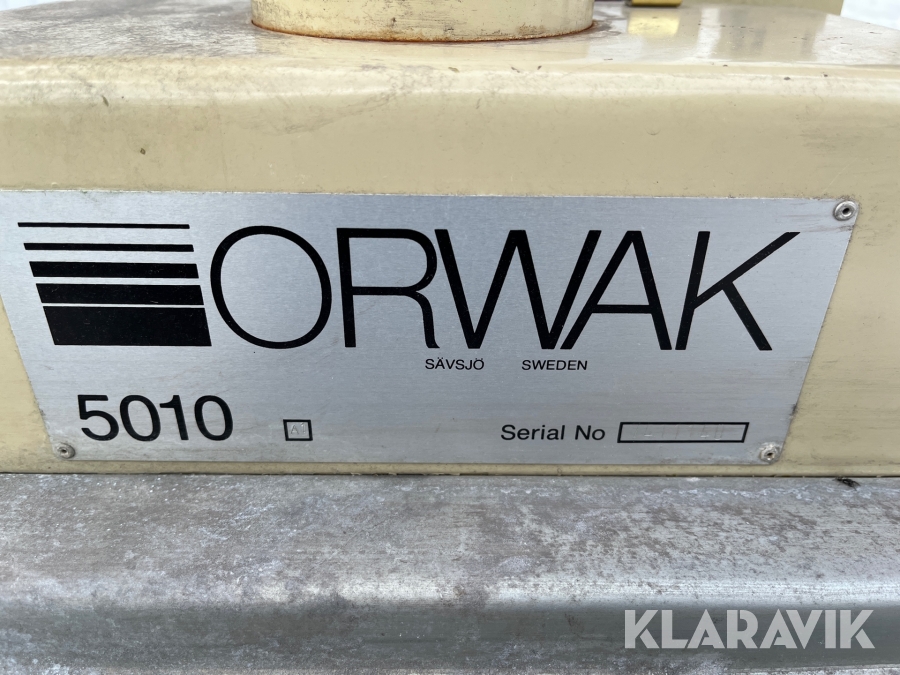 ORWAK
SÄVSJÖ SWEDEN
5010
Serial No
KLARAVIK